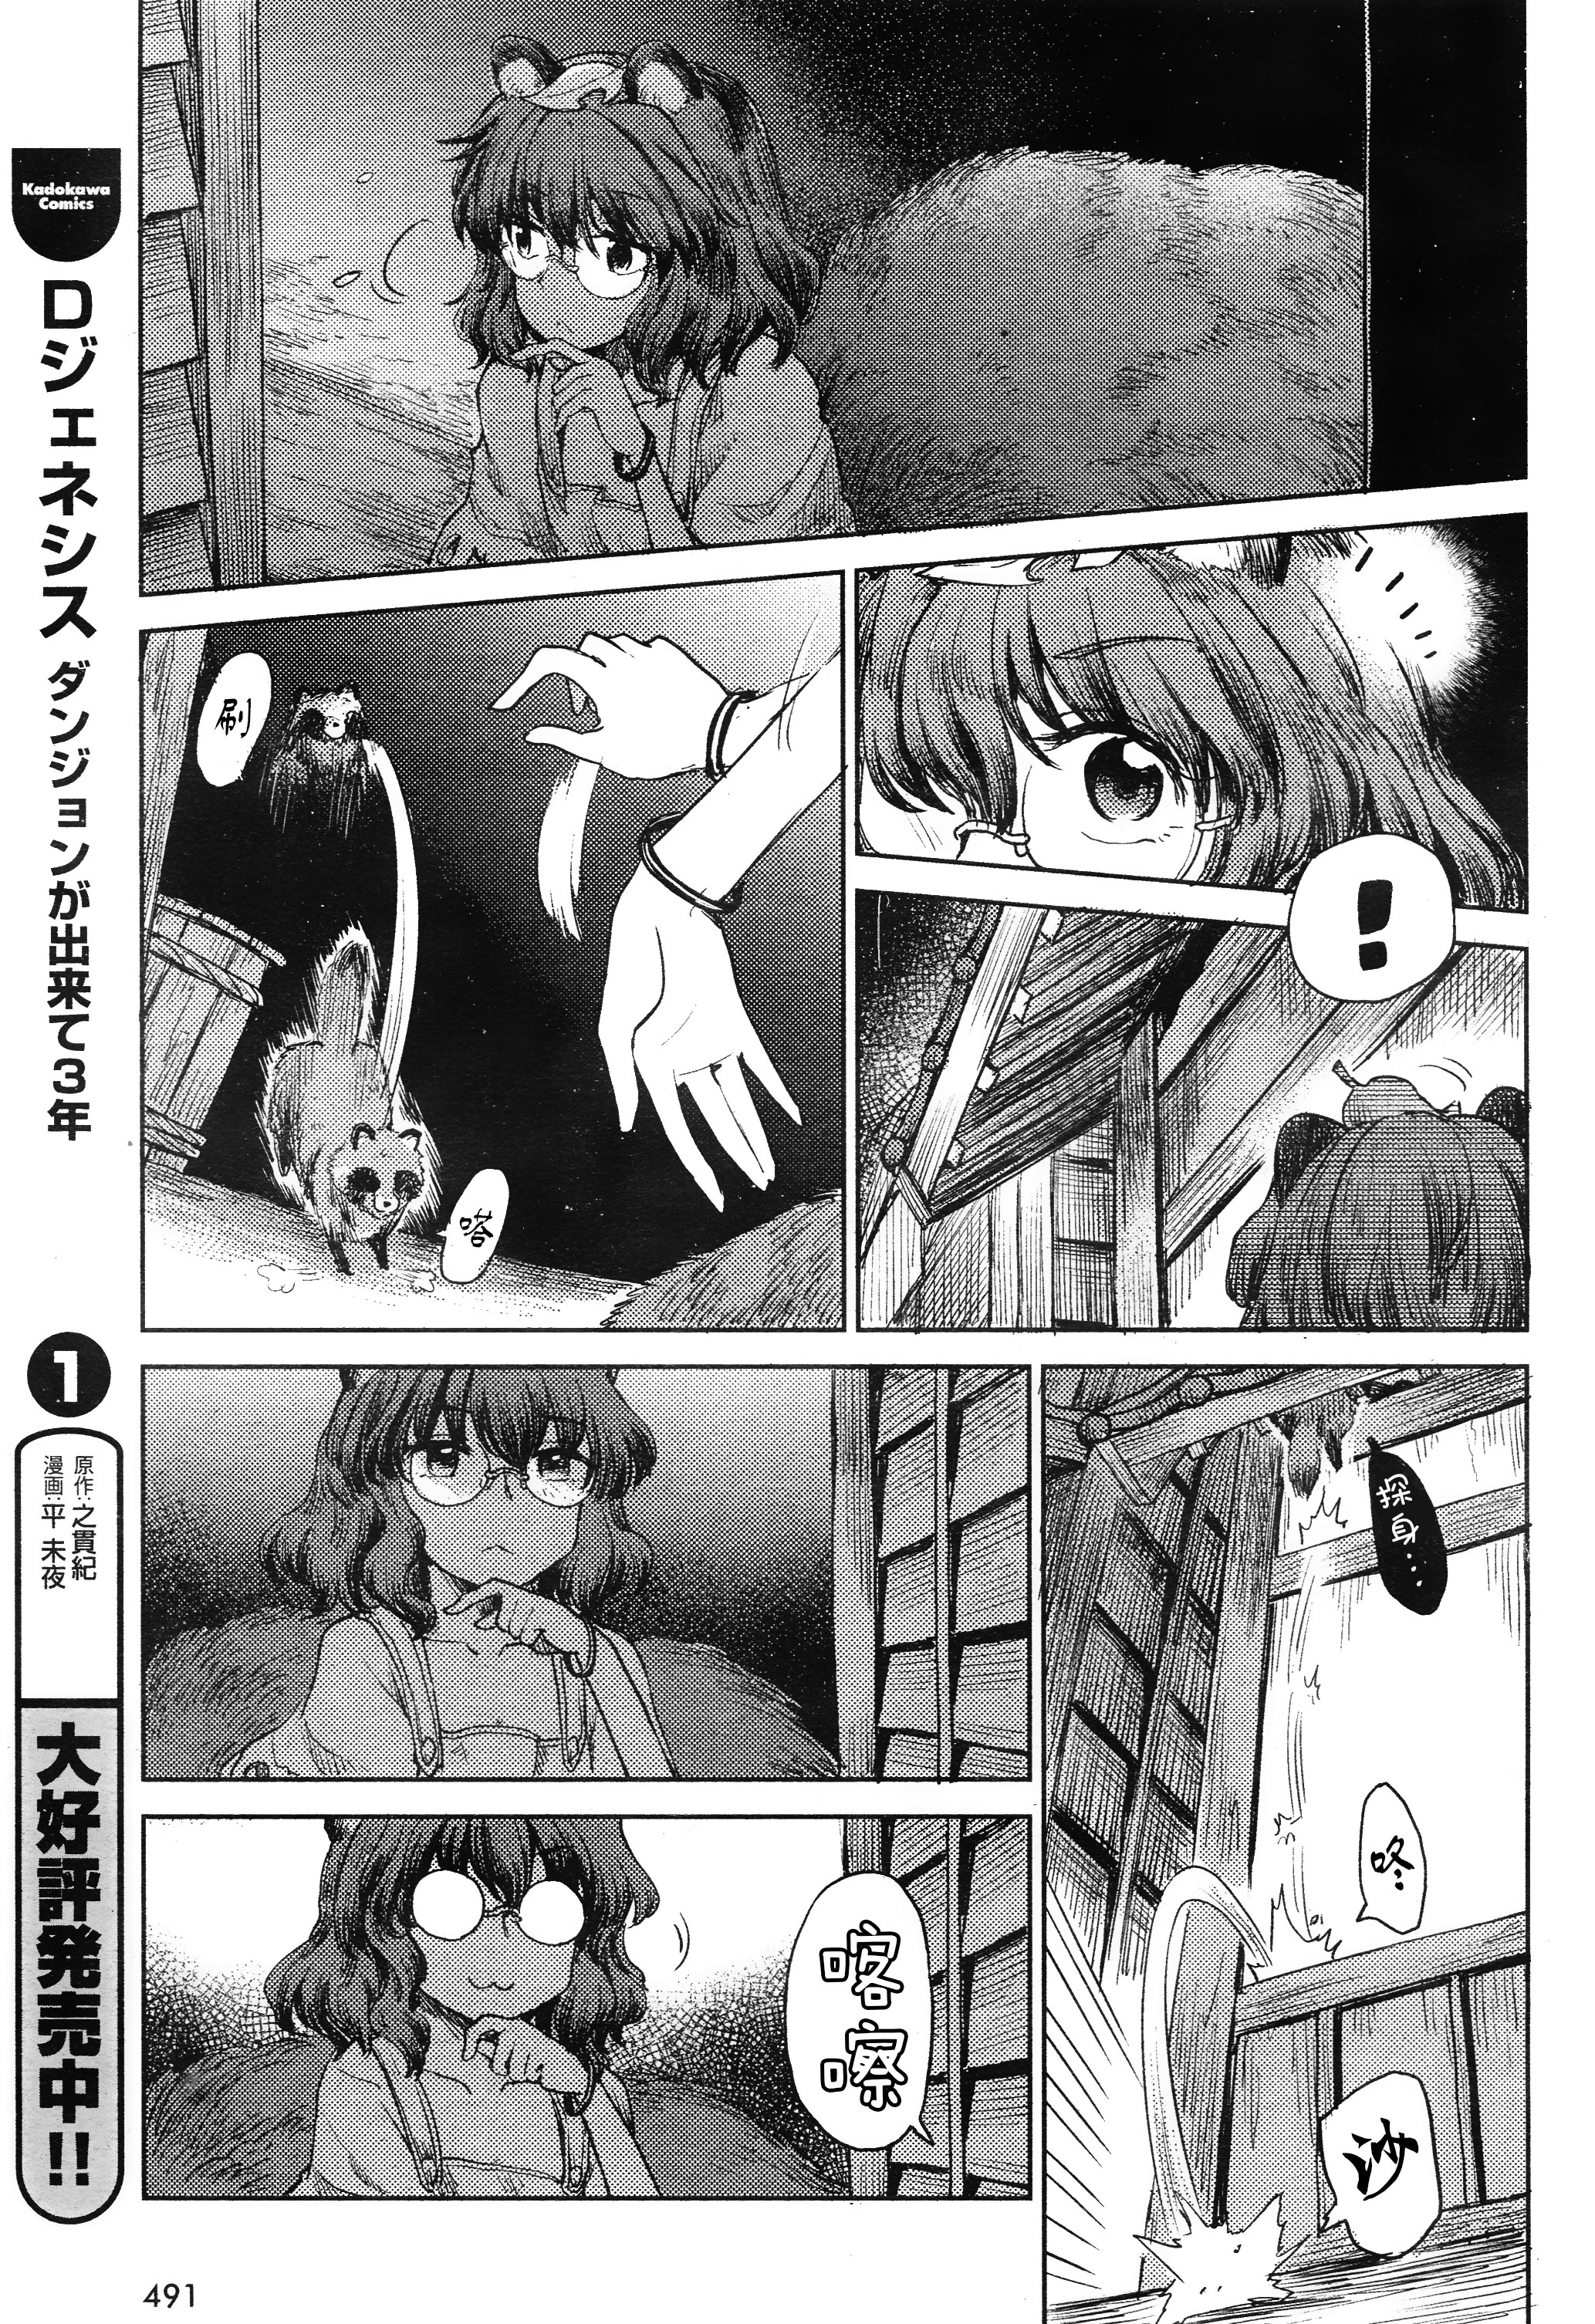 ！
刷
嗒
探身…
咚
沙
喀嚓
Kadokawa
Comics
Dジェネシス ダンジョンが出来て3年
1
原作:之貫紀
漫画:平 未夜
大好評発売中!!
491